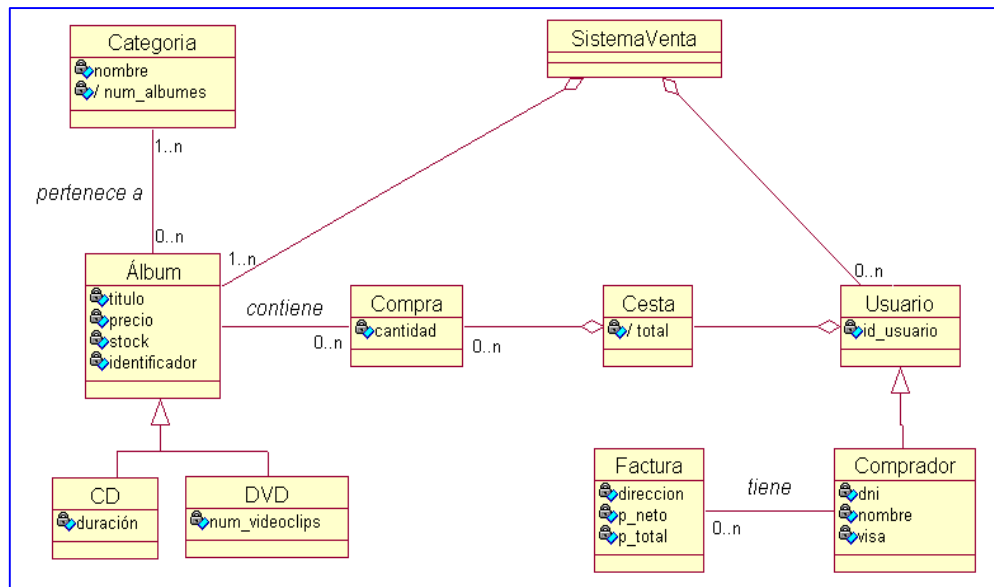 Categoria
nombre
/ num_albumes
SistemaVenta
1..n
pertenece a
0..n
1..n
0..n
Álbum
titulo
precio
stock
identificador
contiene
0..n
Compra
cantidad
0..n
Cesta
/ total
Usuario
id_usuario
CD
duración
DVD
num_videoclips
Factura
direccion
p_neto
p_total
tiene
0..n
Comprador
dni
nombre
visa